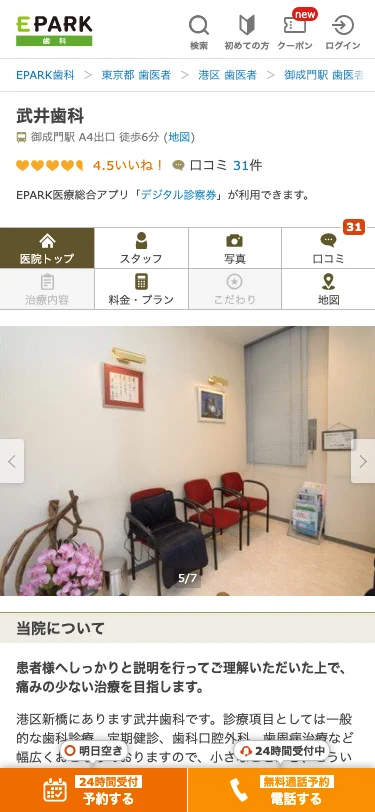 EPARK
歯科
new
検索 初めての方 クーポン ログイン
EPARK歯科 > 東京都 歯医者 > 港区 歯医者 > 御成門駅 歯医者
武井歯科
御成門駅 A4出口 徒歩6分 (地図)
4.5いいね! 口コミ 31件
EPARK医療総合アプリ「デジタル診察券」が利用できます。
31
医院トップ スタッフ 写真 口コミ
治療内容 料金・プラン こだわり 地図
5/7
当院について
患者様へしっかりと説明を行ってご理解いただいた上で、
痛みの少ない治療を目指します。
港区新橋にあります武井歯科です。診療項目としては一般
的な歯科診療、定期健診、歯科口腔外科、歯周病治療など
幅広くお
明日空き 24時間受付中
24時間受付 無料通話予約
予約する 電話する